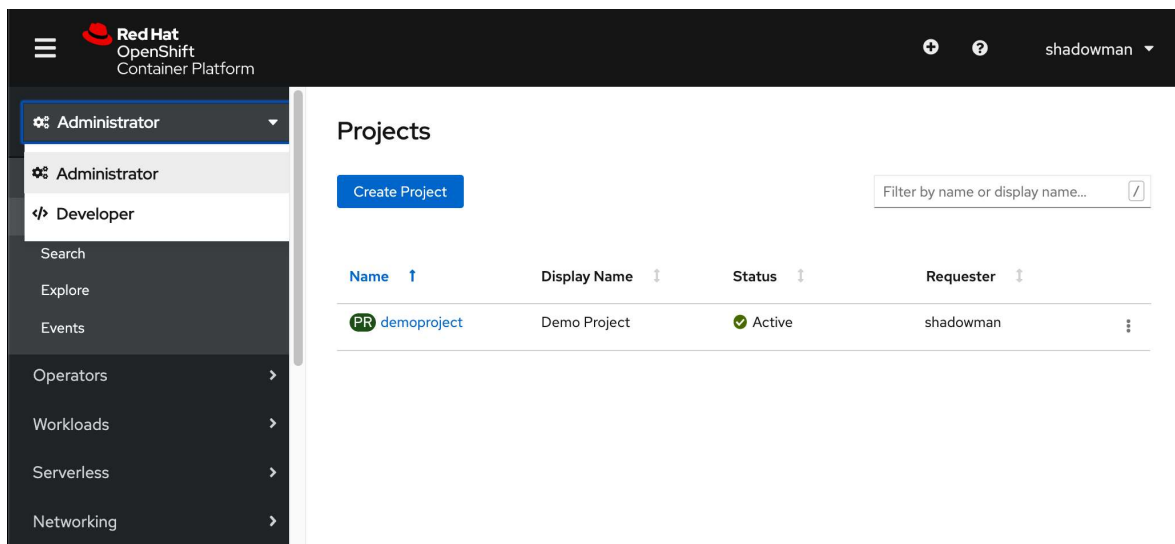 Red Hat
OpenShift
Container Platform
shadowman
Administrator
Administrator
Developer
Search
Explore
Events
Operators
Workloads
Serverless
Networking
Projects
Create Project
Filter by name or display name... /
Name Display Name Status Requester
PR demoproject Demo Project Active shadowman